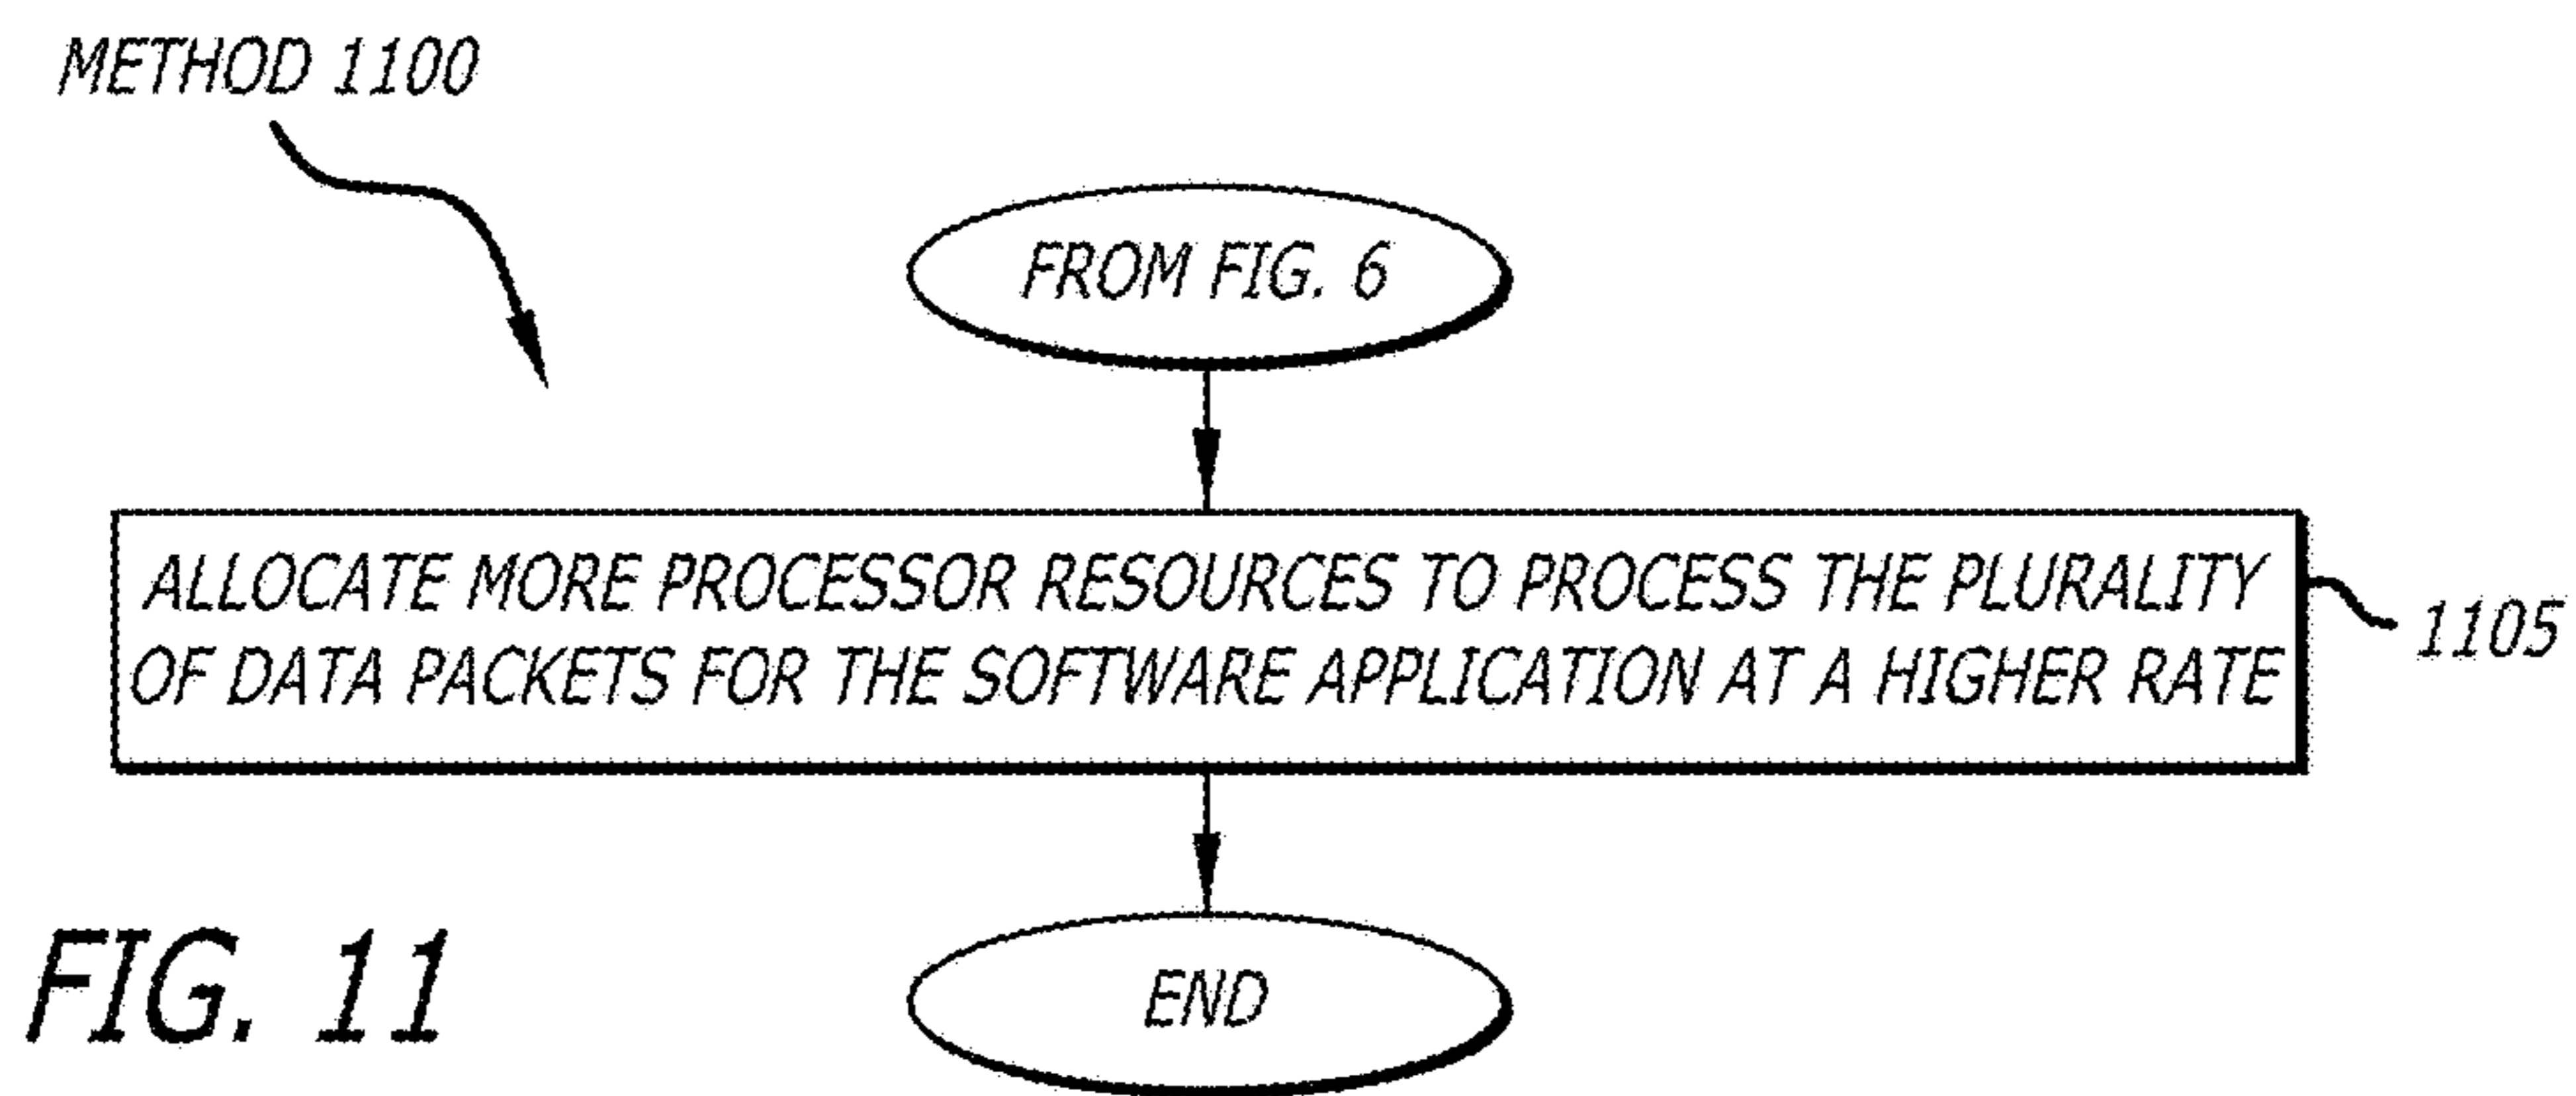 METHOD 1100
FROM FIG. 6
ALLOCATE MORE PROCESSOR RESOURCES TO PROCESS THE PLURALITY
OF DATA PACKETS FOR THE SOFTWARE APPLICATION AT A HIGHER RATE
1105
END
FIG. 11